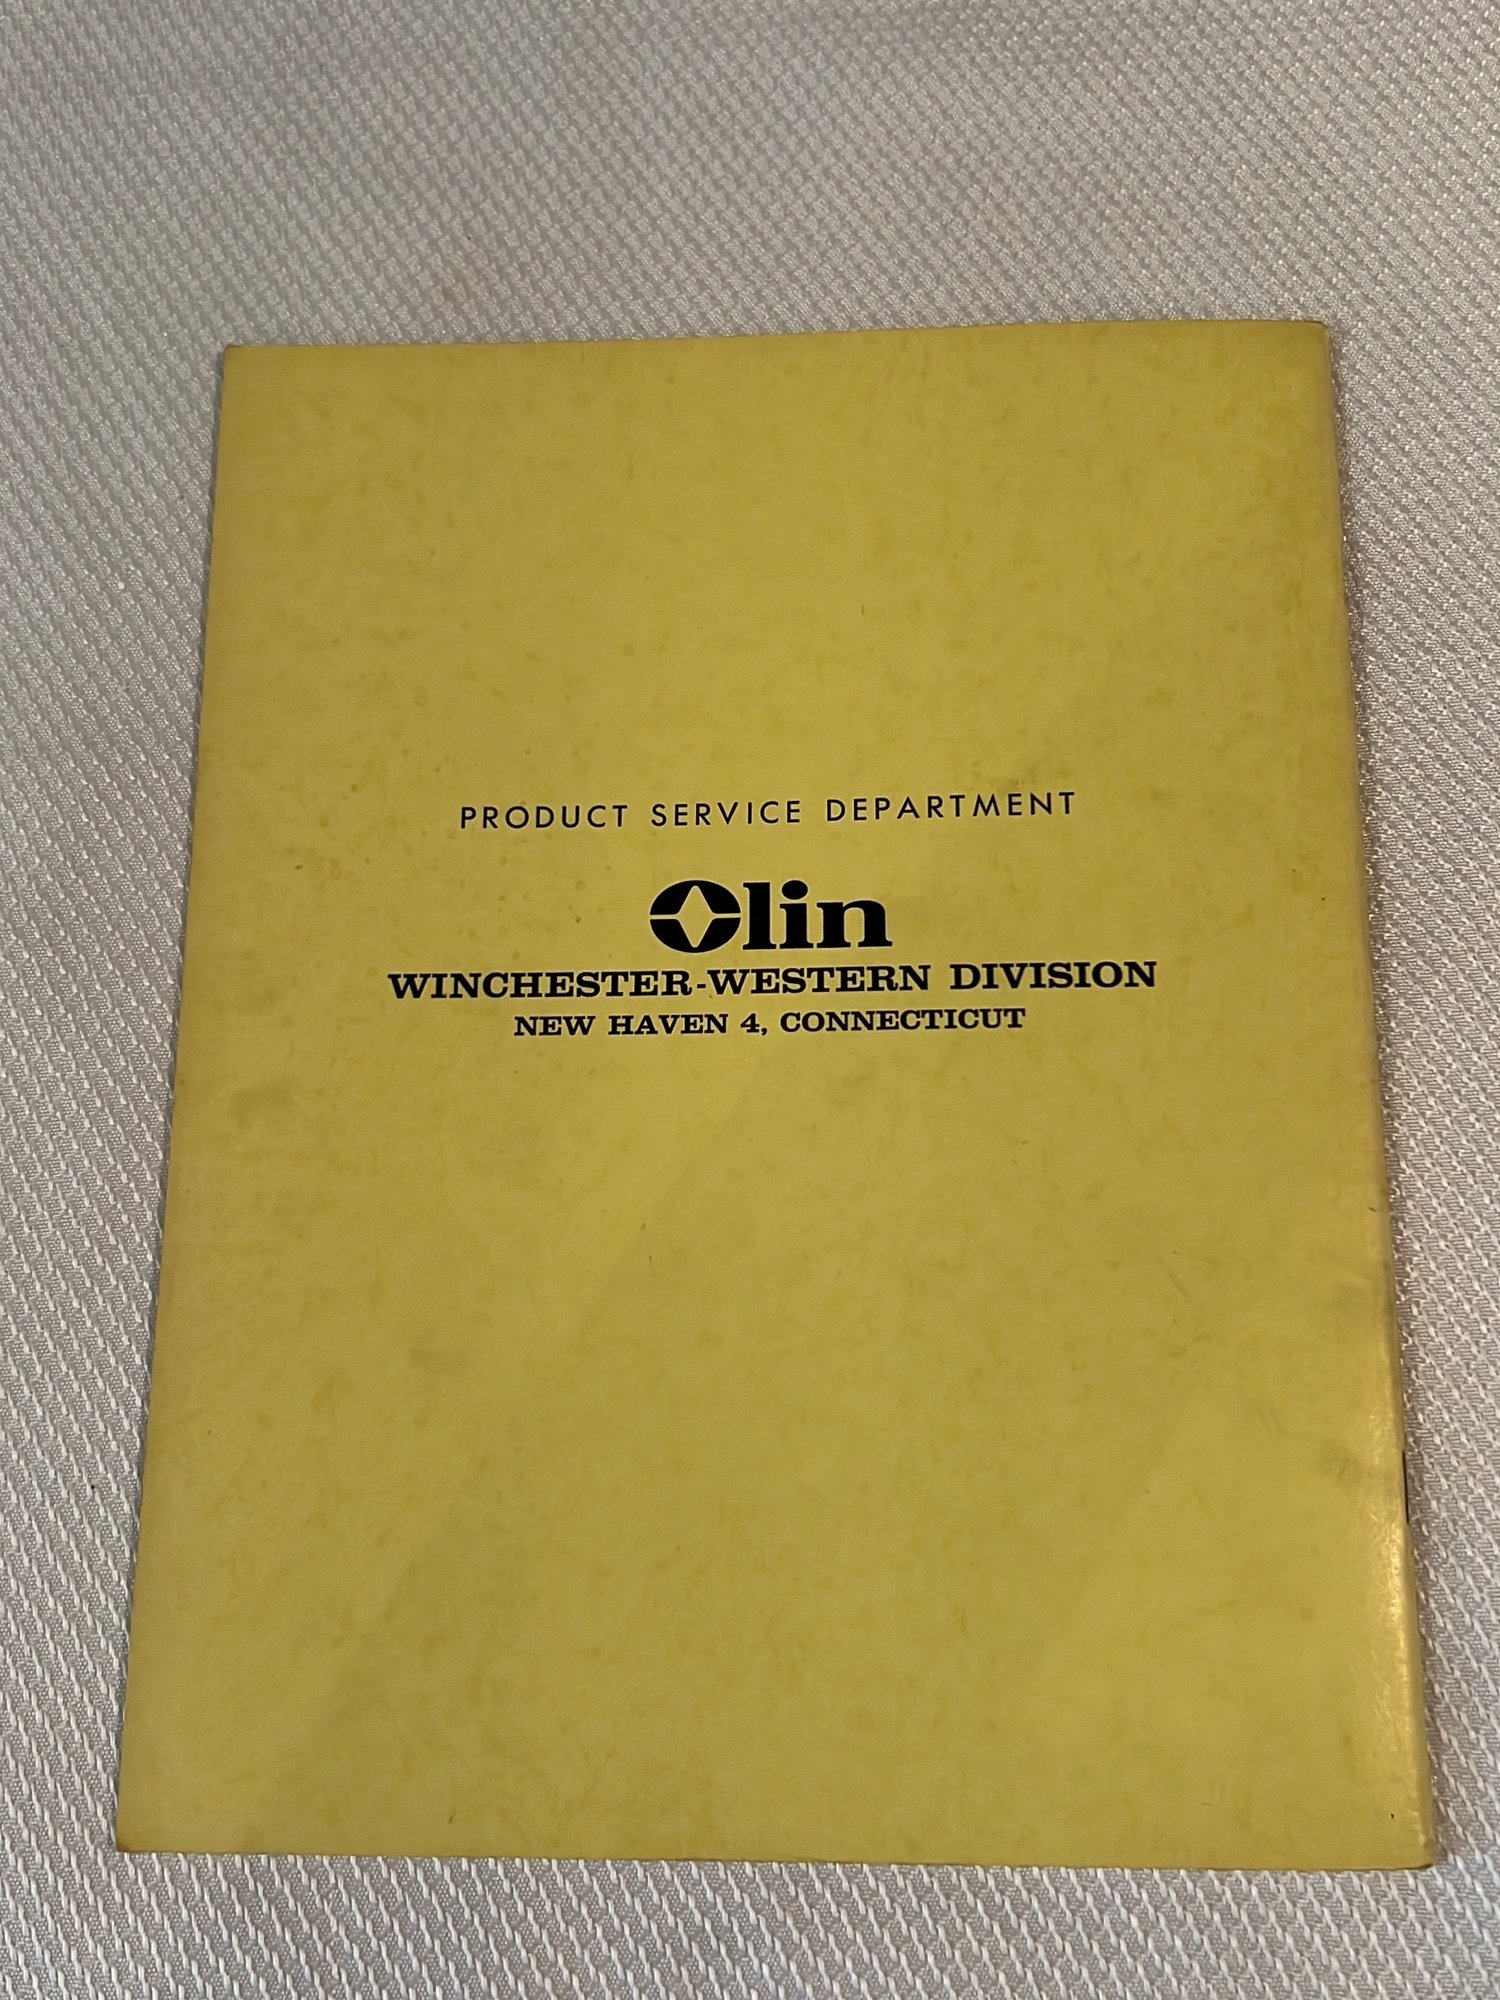 PRODUCT SERVICE DEPARTMENT
Olin
WINCHESTER-WESTERN DIVISION
NEW HAVEN 4, CONNECTICUT